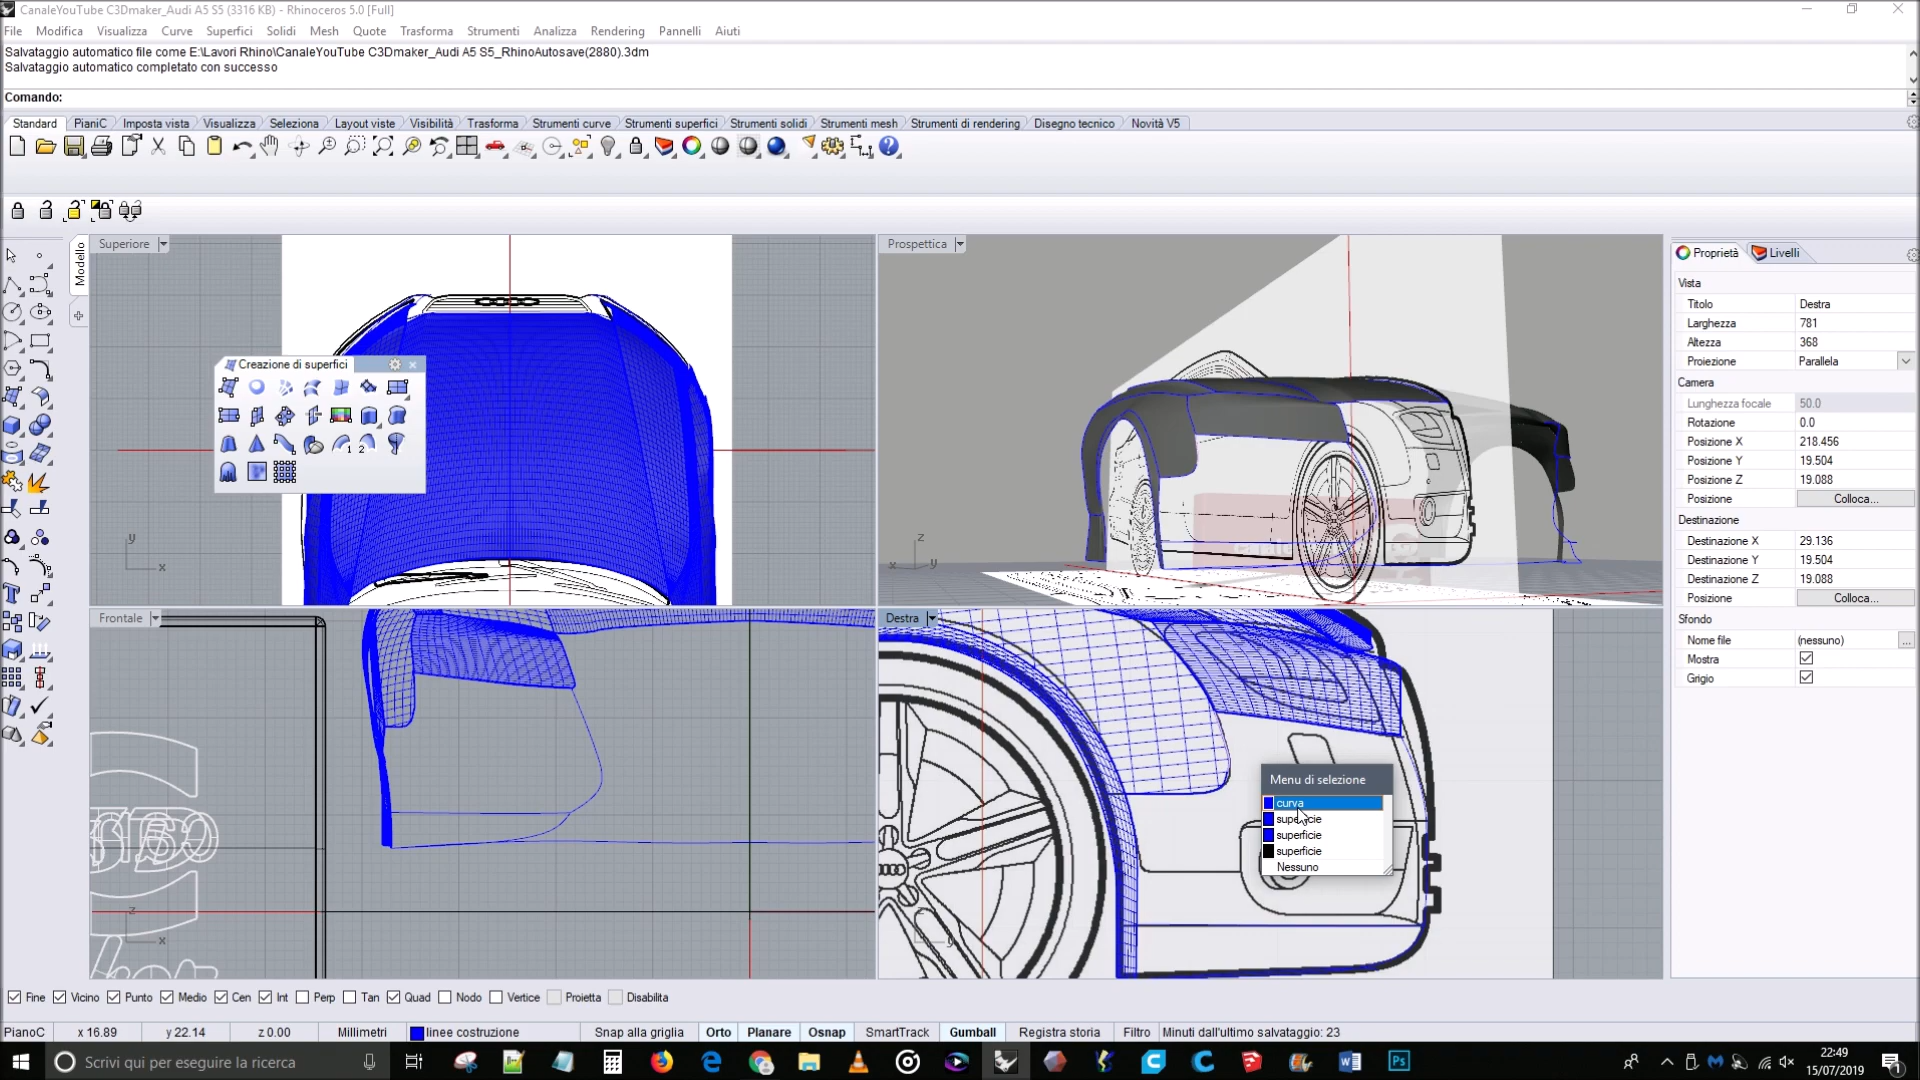 CanaleYouTube C3Dmaker_Audi A5 S5 (3316 KB) - Rhinoceros 5.0 [Full]
File Modifica Visualizza Curve Superfici Solidi Mesh Quote Trasforma Strumenti Analizza Rendering Pannelli Aiuti
Salvataggio automatico file come E:\Lavori Rhino\CanaleYouTube C3Dmaker_Audi A5 S5_RhinoAutosave(2880).3dm
Salvataggio automatico completato con successo
Comando:
Standard PianiC Imposta vista Visualizza Seleziona Layout viste Visibilità Trasforma Strumenti curve Strumenti superfici Strumenti solidi Strumenti mesh Strumenti di rendering Disegno tecnico Novità V5
Modello
Superiore
Creazione di superfici
1 2
y
x
Prospettica
z
x y
Frontale
z
x
Destra
Menu di selezione
curva
superficie
superficie
superficie
Nessuno
Proprietà Livelli
Vista
Titolo Destra
Larghezza 781
Altezza 368
Proiezione Parallela
Camera
Lunghezza focale 50.0
Rotazione 0.0
Posizione X 218.456
Posizione Y 19.504
Posizione Z 19.088
Posizione Colloca...
Destinazione
Destinazione X 29.136
Destinazione Y 19.504
Destinazione Z 19.088
Posizione Colloca...
Sfondo
Nome file (nessuno) ...
Mostra
Grigio
Fine Vicino Punto Medio Cen Int Perp Tan Quad Nodo Vertice Proietta Disabilita
PianoC x 16.89 y 22.14 z 0.00 Millimetri linee costruzione Snap alla griglia Orto Planare Osnap SmartTrack Gumball Registra storia Filtro Minuti dall'ultimo salvataggio: 23
Scrivi qui per eseguire la ricerca
22:49
15/07/2019
1